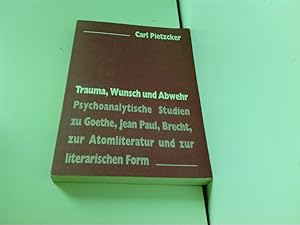 Carl Pietzcker
Trauma, Wunsch und Abwehr
Psychoanalytische Studien
zu Goethe, Jean Paul, Brecht,
zur Atomliteratur und zur
literarischen Form